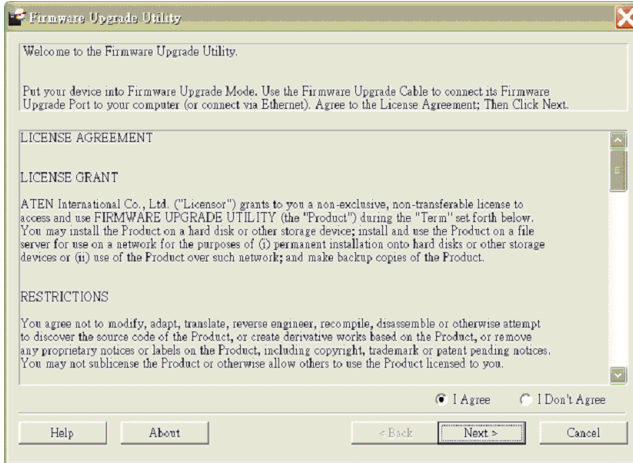 Firmware Upgrade Utility
Welcome to the Firmware Upgrade Utility.
Put your device into Firmware Upgrade Mode. Use the Firmware Upgrade Cable to connect its Firmware
Upgrade Port to your computer (or connect via Ethernet). Agree to the License Agreement; Then Click Next.
LICENSE AGREEMENT
LICENSE GRANT
ATEN International Co., Ltd. ("Licensor") grants to you a non-exclusive, non-transferable license to
access and use FIRMWARE UPGRADE UTILITY (the "Product") during the "Term" set forth below.
You may install the Product on a hard disk or other storage device; install and use the Product on a file
server for use on a network for the purposes of (i) permanent installation onto hard disks or other storage
devices or (ii) use of the Product over such network; and make backup copies of the Product.
RESTRICTIONS
You agree not to modify, adapt, translate, reverse engineer, recompile, disassemble or otherwise attempt
to discover the source code of the Product, or create derivative works based on the Product, or remove
any proprietary notices or labels on the Product, including copyright, trademark or patent pending notices.
You may not sublicense the Product or otherwise allow others to use the Product licensed to you.
I Agree
I Don't Agree
Help
About
< Back
Next >
Cancel